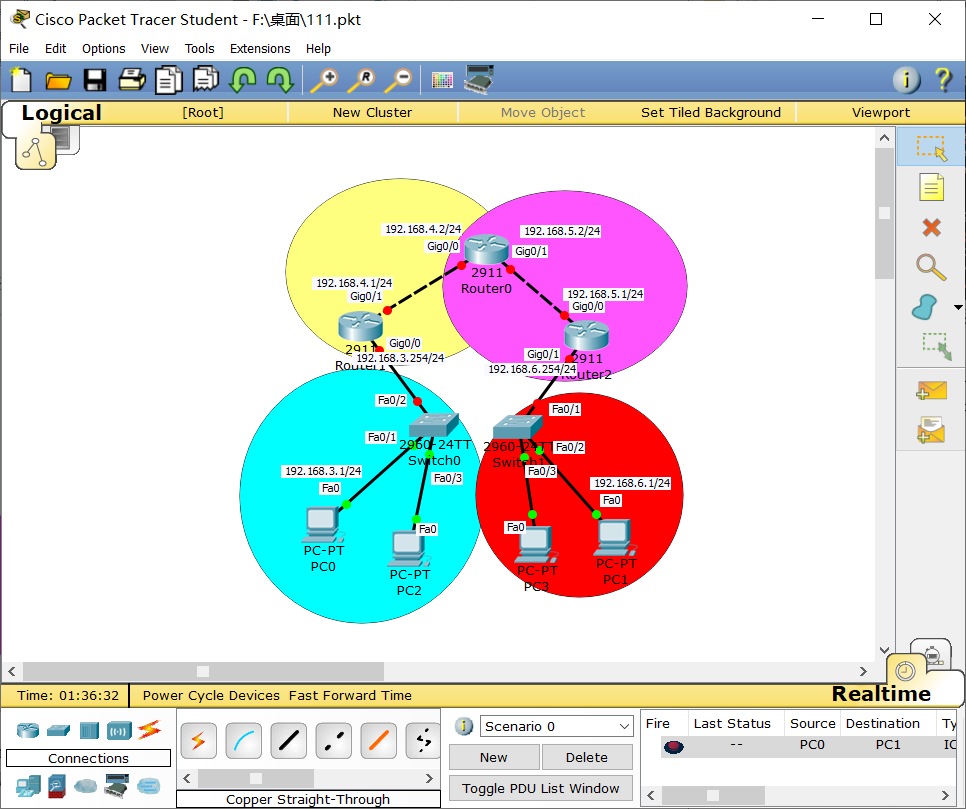 Cisco Packet Tracer Student - F:\桌面\111.pkt
File Edit Options View Tools Extensions Help
Logical [Root] New Cluster Move Object Set Tiled Background Viewport
192.168.4.2/24 192.168.5.2/24
Gig0/0 Gig0/1
2911
Router0
192.168.4.1/24 192.168.5.1/24
Gig0/1 Gig0/0
Gig0/0 Gig0/1
2911 2911
192.168.3.254/24 192.168.6.254/24
Router1 Router2
Fa0/2 Fa0/1
Fa0/1 Fa0/2
2960-24TT 2960-24TT
Switch0 Switch1
Fa0/3 Fa0/3
192.168.3.1/24 192.168.6.1/24
Fa0 Fa0
Fa0 Fa0
PC-PT PC-PT
PC0 PC1
PC-PT PC-PT
PC2 PC3
Realtime
Time: 01:36:32 Power Cycle Devices Fast Forward Time
Connections
Copper Straight-Through
Scenario 0
New Delete
Toggle PDU List Window
Fire Last Status Source Destination Ty
-- PC0 PC1 IC